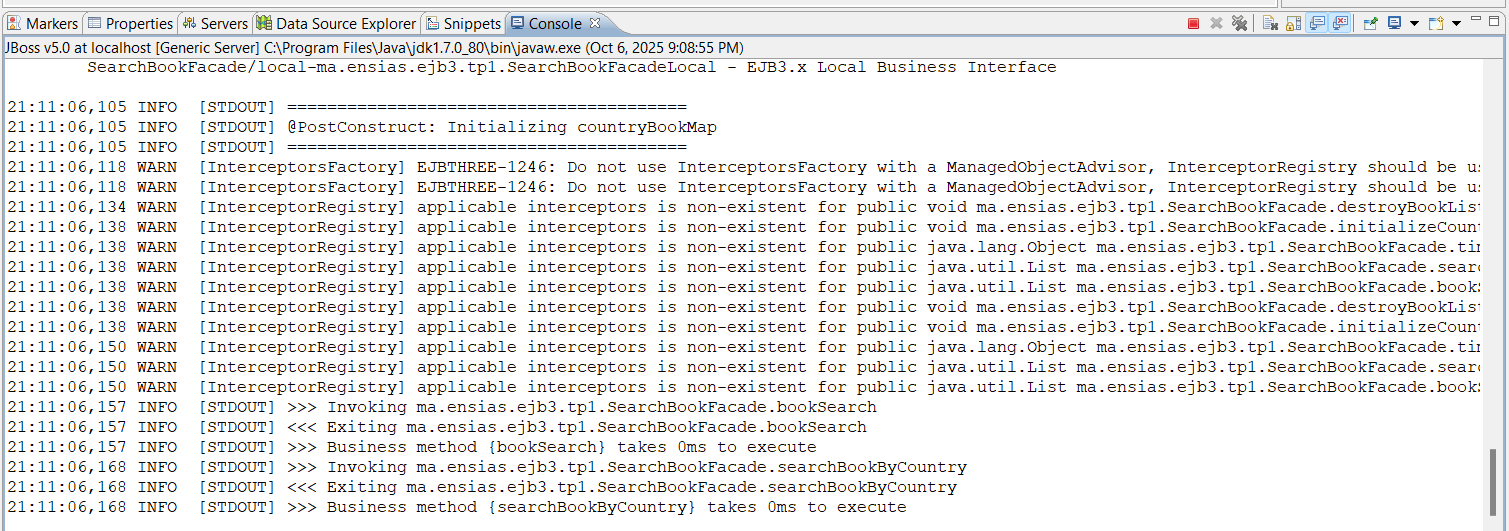 Markers Properties Servers Data Source Explorer Snippets Console
JBoss v5.0 at localhost [Generic Server] C:\Program Files\Java\jdk1.7.0_80\bin\javaw.exe (Oct 6, 2025 9:08:55 PM)
SearchBookFacade/local-ma.ensias.ejb3.tp1.SearchBookFacadeLocal - EJB3.x Local Business Interface
21:11:06,105 INFO  [STDOUT] ========================================
21:11:06,105 INFO  [STDOUT] @PostConstruct: Initializing countryBookMap
21:11:06,105 INFO  [STDOUT] ========================================
21:11:06,118 WARN  [InterceptorsFactory] EJBTHREE-1246: Do not use InterceptorsFactory with a ManagedObjectAdvisor, InterceptorRegistry should be us
21:11:06,118 WARN  [InterceptorsFactory] EJBTHREE-1246: Do not use InterceptorsFactory with a ManagedObjectAdvisor, InterceptorRegistry should be us
21:11:06,134 WARN  [InterceptorRegistry] applicable interceptors is non-existent for public void ma.ensias.ejb3.tp1.SearchBookFacade.destroyBookList
21:11:06,138 WARN  [InterceptorRegistry] applicable interceptors is non-existent for public void ma.ensias.ejb3.tp1.SearchBookFacade.initializeCount
21:11:06,138 WARN  [InterceptorRegistry] applicable interceptors is non-existent for public java.lang.Object ma.ensias.ejb3.tp1.SearchBookFacade.tim
21:11:06,138 WARN  [InterceptorRegistry] applicable interceptors is non-existent for public java.util.List ma.ensias.ejb3.tp1.SearchBookFacade.searc
21:11:06,138 WARN  [InterceptorRegistry] applicable interceptors is non-existent for public java.util.List ma.ensias.ejb3.tp1.SearchBookFacade.bookS
21:11:06,138 WARN  [InterceptorRegistry] applicable interceptors is non-existent for public void ma.ensias.ejb3.tp1.SearchBookFacade.destroyBookList
21:11:06,138 WARN  [InterceptorRegistry] applicable interceptors is non-existent for public void ma.ensias.ejb3.tp1.SearchBookFacade.initializeCount
21:11:06,150 WARN  [InterceptorRegistry] applicable interceptors is non-existent for public java.lang.Object ma.ensias.ejb3.tp1.SearchBookFacade.tim
21:11:06,150 WARN  [InterceptorRegistry] applicable interceptors is non-existent for public java.util.List ma.ensias.ejb3.tp1.SearchBookFacade.searc
21:11:06,150 WARN  [InterceptorRegistry] applicable interceptors is non-existent for public java.util.List ma.ensias.ejb3.tp1.SearchBookFacade.bookS
21:11:06,157 INFO  [STDOUT] >>> Invoking ma.ensias.ejb3.tp1.SearchBookFacade.bookSearch
21:11:06,157 INFO  [STDOUT] <<< Exiting ma.ensias.ejb3.tp1.SearchBookFacade.bookSearch
21:11:06,157 INFO  [STDOUT] >>> Business method {bookSearch} takes 0ms to execute
21:11:06,168 INFO  [STDOUT] >>> Invoking ma.ensias.ejb3.tp1.SearchBookFacade.searchBookByCountry
21:11:06,168 INFO  [STDOUT] <<< Exiting ma.ensias.ejb3.tp1.SearchBookFacade.searchBookByCountry
21:11:06,168 INFO  [STDOUT] >>> Business method {searchBookByCountry} takes 0ms to execute